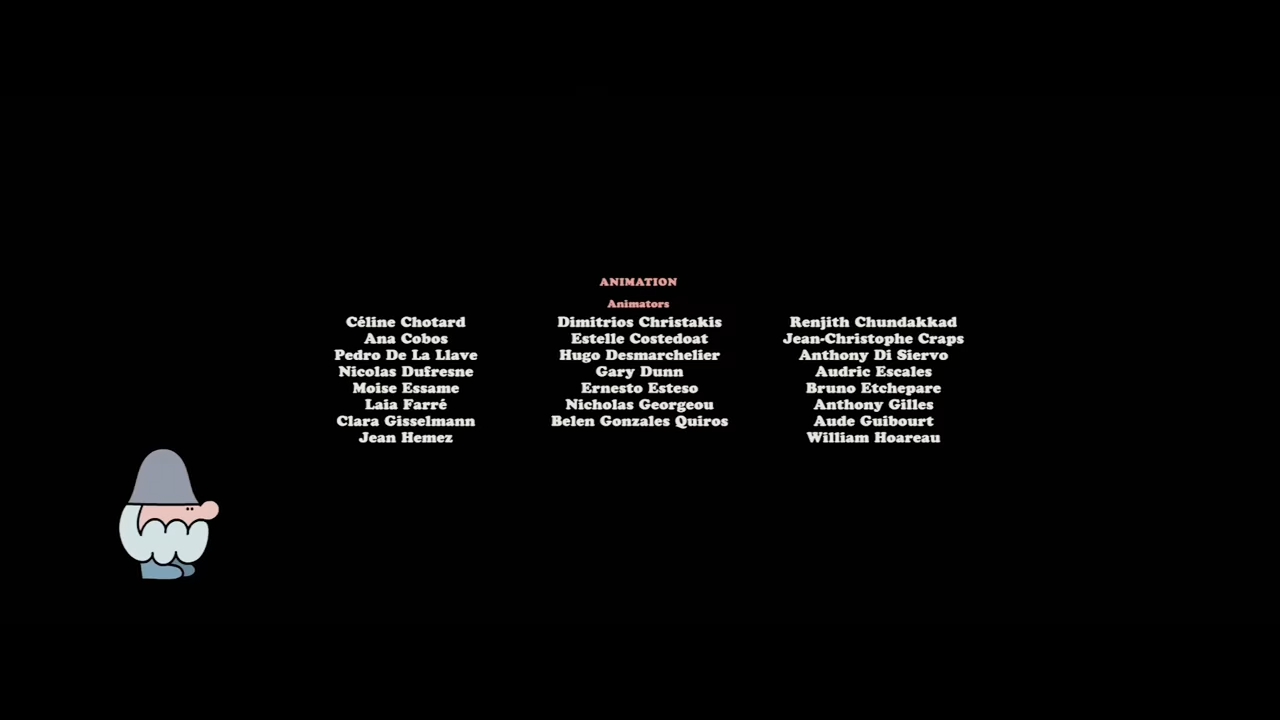 ANIMATION
Animators
Céline Chotard Dimitrios Christakis Renjith Chundakkad
Ana Cobos Estelle Costedoat Jean-Christophe Craps
Pedro De La Llave Hugo Desmarchelier Anthony Di Siervo
Nicolas Dufresne Gary Dunn Audric Escales
Moise Essame Ernesto Esteso Bruno Etchepare
Laia Farré Nicholas Georgeou Anthony Gilles
Clara Gisselmann Belen Gonzales Quiros Aude Guibourt
Jean Hemez William Hoareau